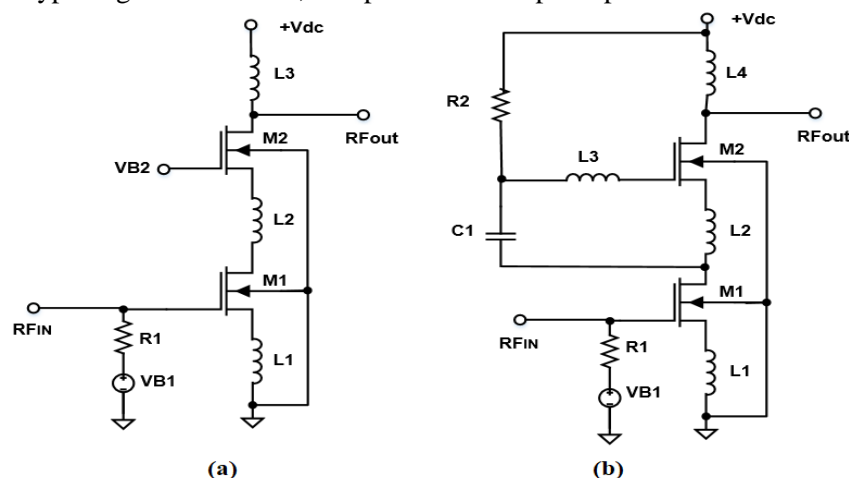 +Vdc
L3
RFout
M2
VB2
L2
M1
RFIN
R1
L1
VB1
(a)
+Vdc
L4
R2
RFout
M2
L3
C1
L2
M1
RFIN
R1
L1
VB1
(b)